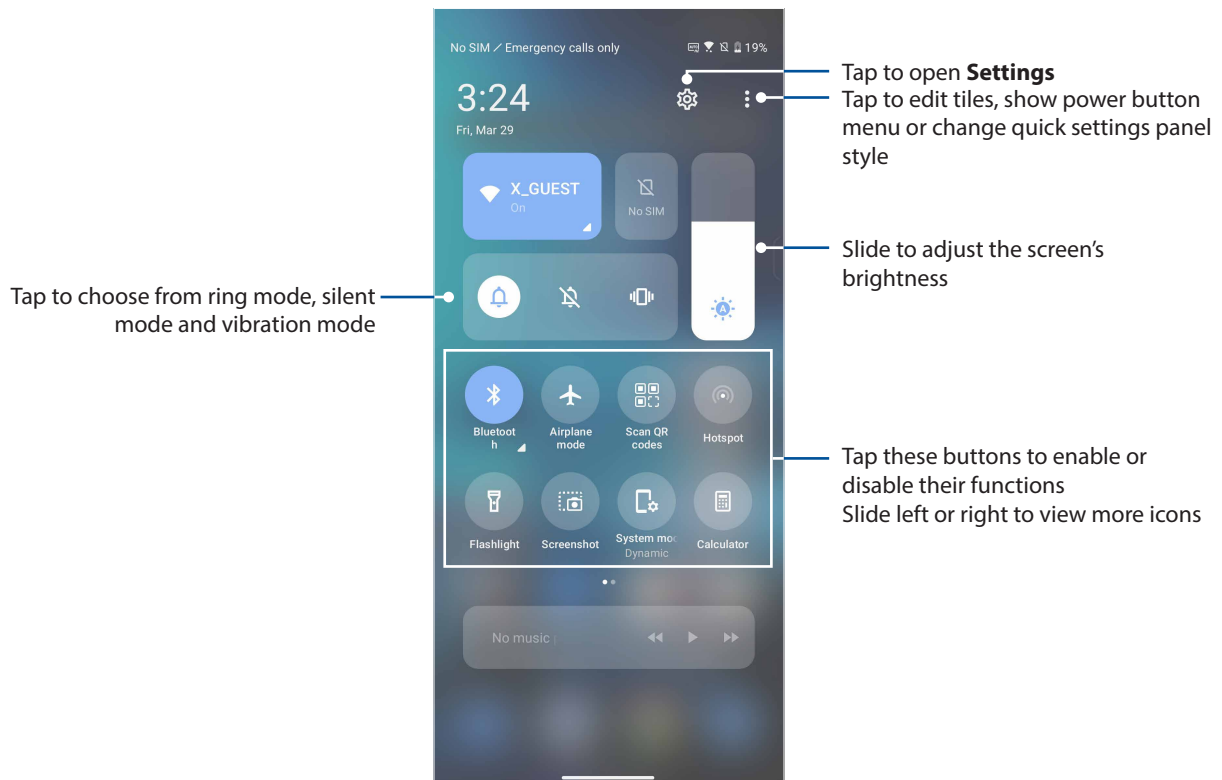 No SIM / Emergency calls only
19%
3:24
Fri, Mar 29
X_GUEST
On
No SIM
Bluetoot
h
Airplane
mode
Scan QR
codes
Hotspot
Flashlight
Screenshot
System mo
Dynamic
Calculator
No music
Tap to open Settings
Tap to edit tiles, show power button
menu or change quick settings panel
style
Slide to adjust the screen’s
brightness
Tap to choose from ring mode, silent
mode and vibration mode
Tap these buttons to enable or
disable their functions
Slide left or right to view more icons